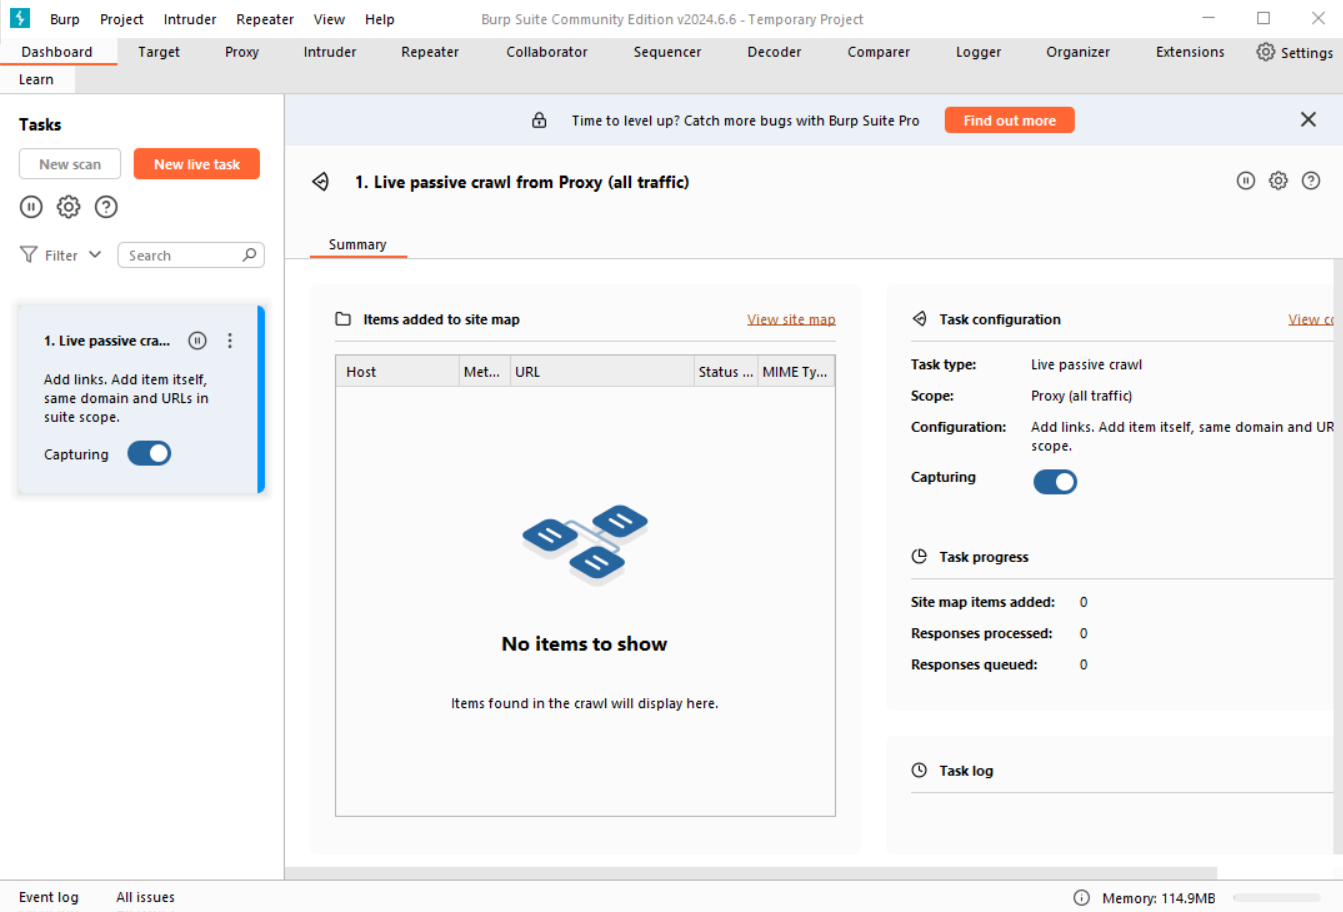 Burp Project Intruder Repeater View Help Burp Suite Community Edition v2024.6.6 - Temporary Project
Dashboard Target Proxy Intruder Repeater Collaborator Sequencer Decoder Comparer Logger Organizer Extensions Settings
Learn
Tasks
New scan New live task
Filter Search
1. Live passive cra...
Add links. Add item itself,
same domain and URLs in
suite scope.
Capturing
Time to level up? Catch more bugs with Burp Suite Pro Find out more
1. Live passive crawl from Proxy (all traffic)
Summary
Items added to site map View site map
Host Met... URL Status ... MIME Ty...
No items to show
Items found in the crawl will display here.
Task configuration View co
Task type: Live passive crawl
Scope: Proxy (all traffic)
Configuration: Add links. Add item itself, same domain and UR
scope.
Capturing
Task progress
Site map items added: 0
Responses processed: 0
Responses queued: 0
Task log
Event log All issues Memory: 114.9MB